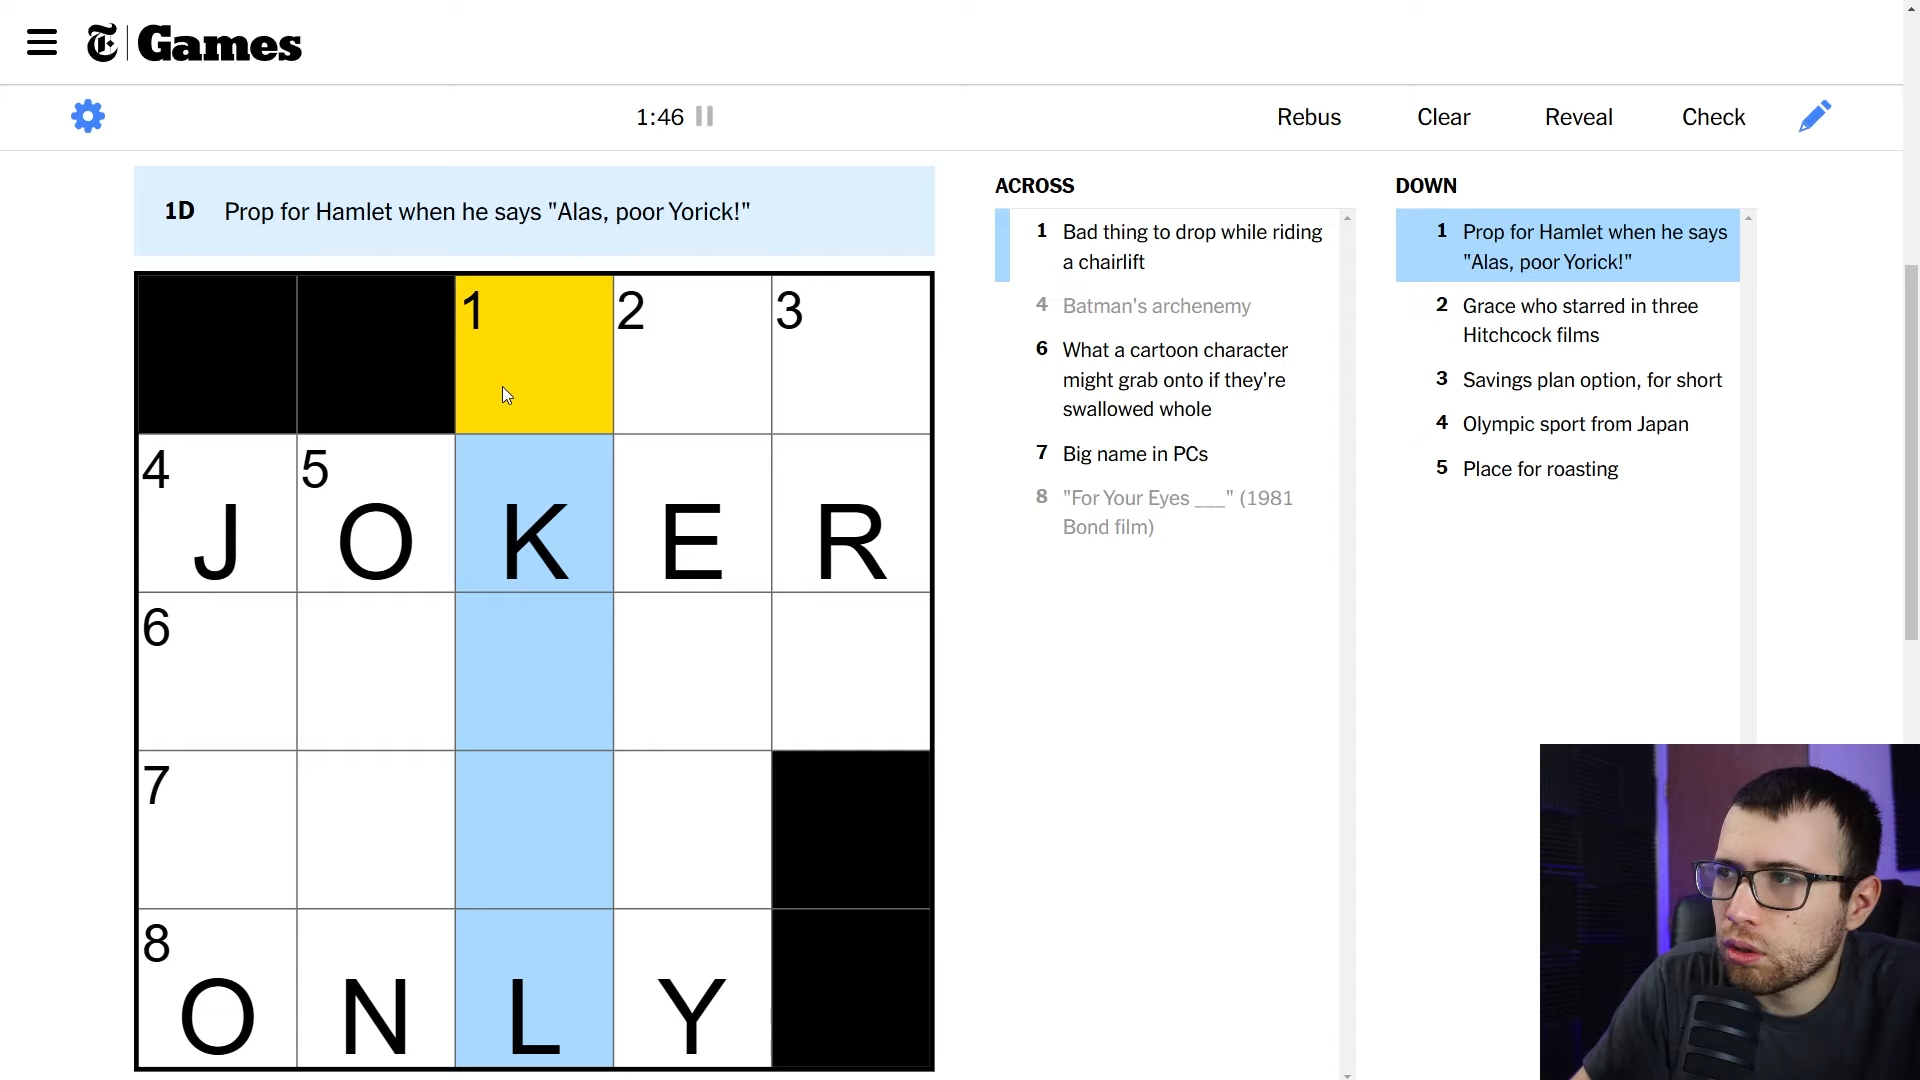 T Games
1:46
Rebus Clear Reveal Check
1D Prop for Hamlet when he says "Alas, poor Yorick!"
1 2 3
4 5
J O K E R
6
7
8
O N L Y
ACROSS
1 Bad thing to drop while riding
a chairlift
4 Batman's archenemy
6 What a cartoon character
might grab onto if they're
swallowed whole
7 Big name in PCs
8 "For Your Eyes ___" (1981
Bond film)
DOWN
1 Prop for Hamlet when he says
"Alas, poor Yorick!"
2 Grace who starred in three
Hitchcock films
3 Savings plan option, for short
4 Olympic sport from Japan
5 Place for roasting